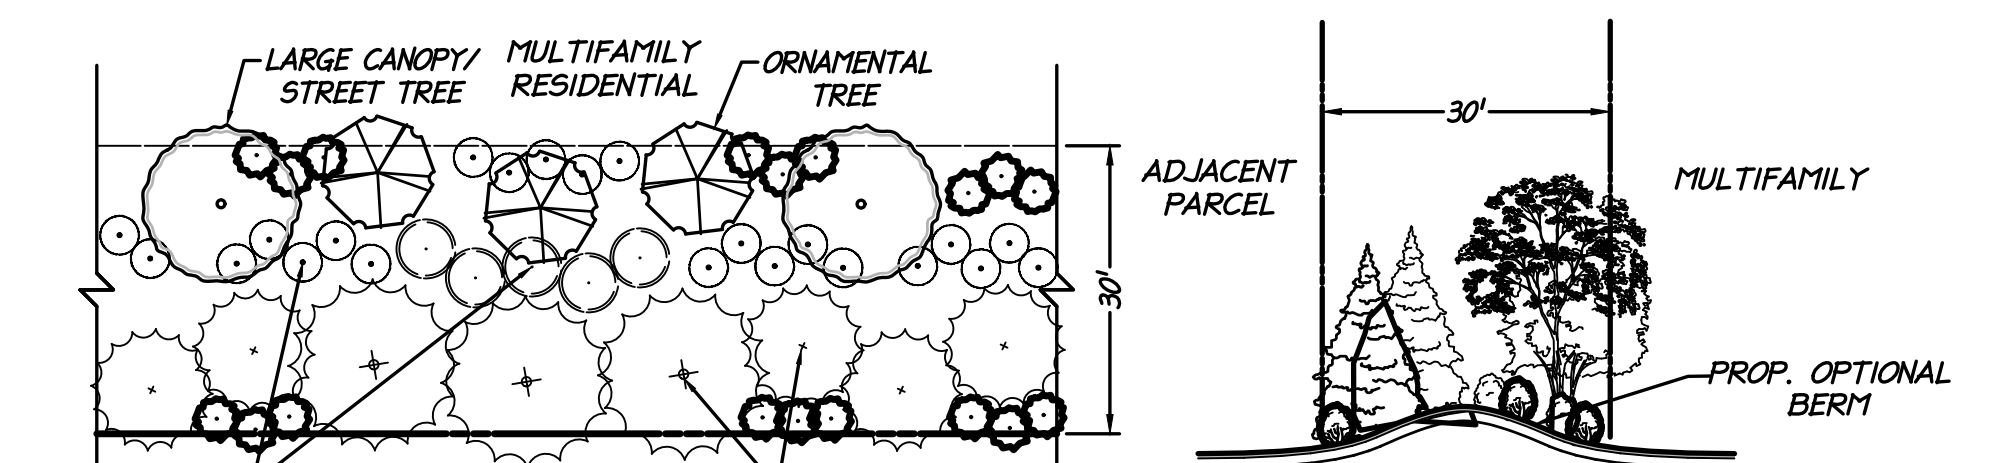 LARGE CANOPY/
STREET TREE
MULTIFAMILY
RESIDENTIAL
ORNAMENTAL
TREE
30'
30'
ADJACENT
PARCEL
MULTIFAMILY
PROP. OPTIONAL
BERM